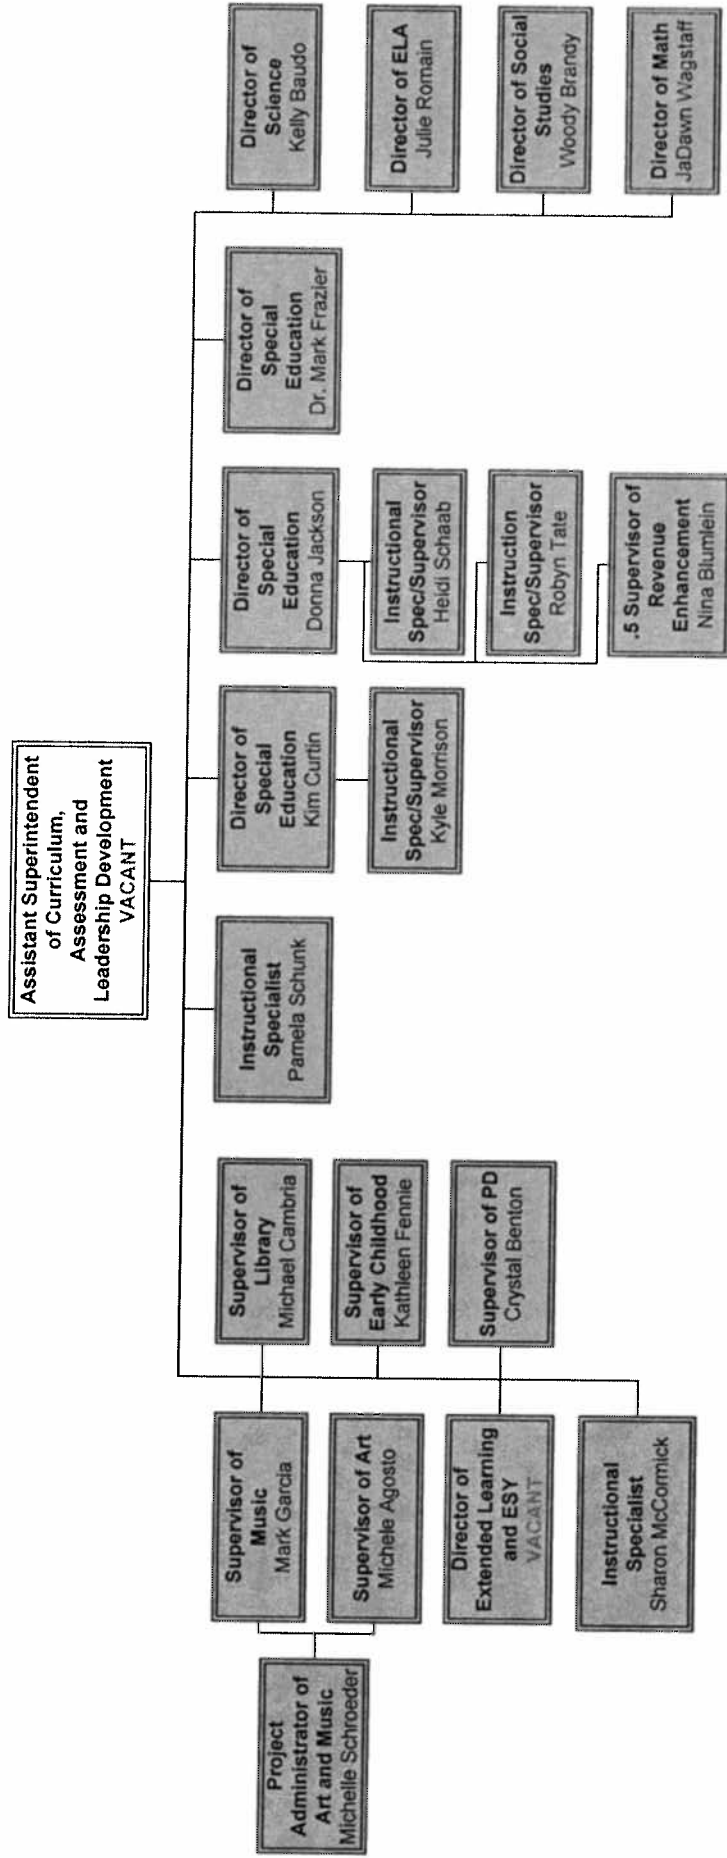 Assistant Superintendent
of Curriculum,
Assessment and
Leadership Development
VACANT
Project
Administrator of
Art and Music
Michelle Schroeder
Supervisor of
Music
Mark Garcia
Supervisor of Art
Michele Agosto
Director of
Extended Learning
and ESY
VACANT
Instructional
Specialist
Sharon McCormick
Supervisor of
Library
Michael Cambria
Supervisor of
Early Childhood
Kathleen Fennie
Supervisor of PD
Crystal Benton
Instructional
Specialist
Pamela Schunk
Director of
Special
Education
Kim Curtin
Instructional
Spec/Supervisor
Kyle Morrison
Director of
Special
Education
Donna Jackson
Instructional
Spec/Supervisor
Heidi Schaab
Instruction
Spec/Supervisor
Robyn Tate
.5 Supervisor of
Revenue
Enhancement
Nina Blumlein
Director of
Special
Education
Dr. Mark Frazier
Director of
Science
Kelly Baudo
Director of ELA
Julie Romain
Director of Social
Studies
Woody Brandy
Director of Math
JaDawn Wagstaff